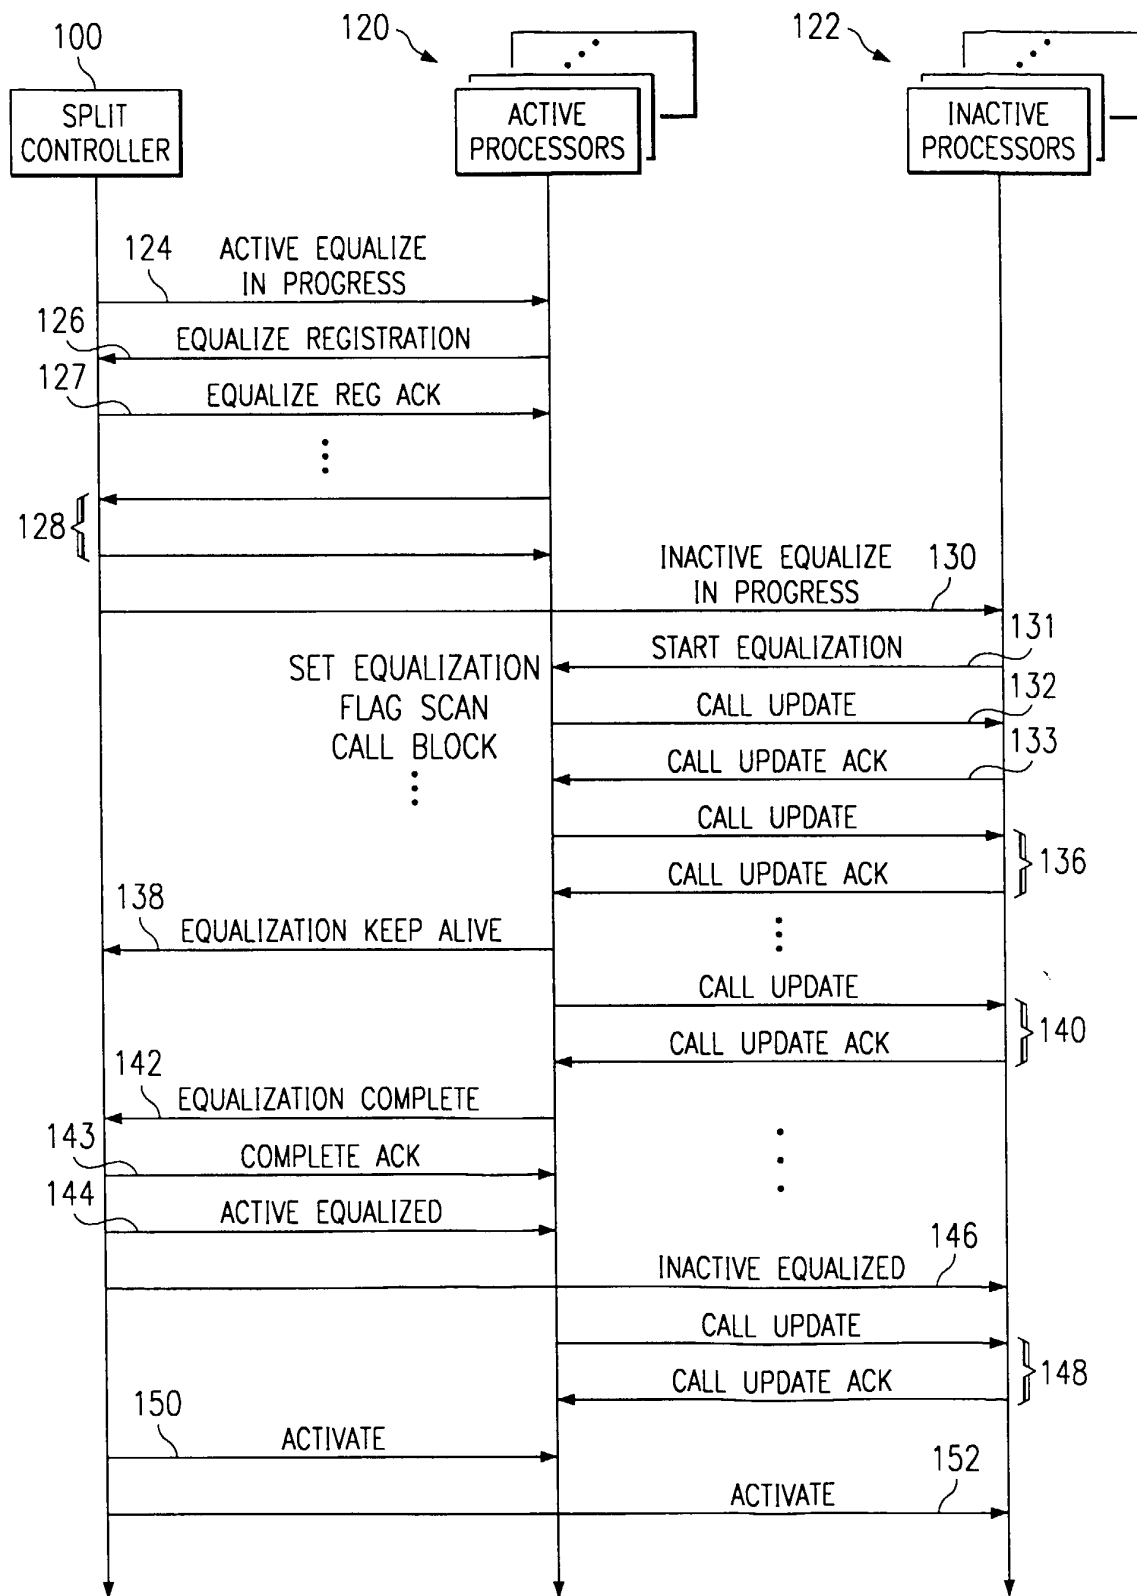 100
120
122
SPLIT
CONTROLLER
ACTIVE
PROCESSORS
INACTIVE
PROCESSORS
124
ACTIVE EQUALIZE
IN PROGRESS
126
EQUALIZE REGISTRATION
127
EQUALIZE REG ACK
128
INACTIVE EQUALIZE
IN PROGRESS
130
START EQUALIZATION
131
SET EQUALIZATION
FLAG SCAN
CALL BLOCK
CALL UPDATE
132
CALL UPDATE ACK
133
CALL UPDATE
CALL UPDATE ACK
136
138
EQUALIZATION KEEP ALIVE
CALL UPDATE
CALL UPDATE ACK
140
142
EQUALIZATION COMPLETE
143
COMPLETE ACK
144
ACTIVE EQUALIZED
INACTIVE EQUALIZED
146
CALL UPDATE
CALL UPDATE ACK
148
150
ACTIVATE
ACTIVATE
152